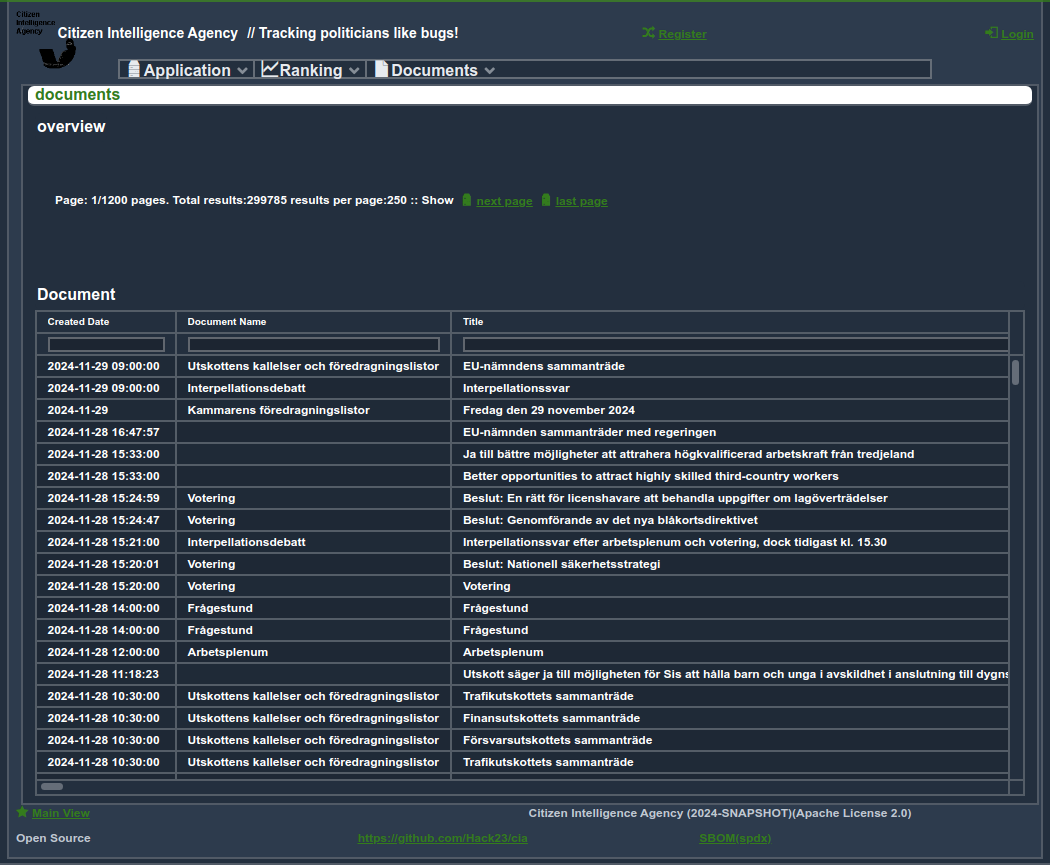 Citizen
Intelligence
Agency
Citizen Intelligence Agency // Tracking politicians like bugs!
Register
Login
Application
Ranking
Documents
documents
overview
Page: 1/1200 pages. Total results:299785 results per page:250 :: Show next page last page
Document
Created Date Document Name Title
2024-11-29 09:00:00 Utskottens kallelser och föredragningslistor EU-nämndens sammanträde
2024-11-29 09:00:00 Interpellationsdebatt Interpellationssvar
2024-11-29 Kammarens föredragningslistor Fredag den 29 november 2024
2024-11-28 16:47:57 EU-nämnden sammanträder med regeringen
2024-11-28 15:33:00 Ja till bättre möjligheter att attrahera högkvalificerad arbetskraft från tredjeland
2024-11-28 15:33:00 Better opportunities to attract highly skilled third-country workers
2024-11-28 15:24:59 Votering Beslut: En rätt för licenshavare att behandla uppgifter om lagöverträdelser
2024-11-28 15:24:47 Votering Beslut: Genomförande av det nya blåkortsdirektivet
2024-11-28 15:21:00 Interpellationsdebatt Interpellationssvar efter arbetsplenum och votering, dock tidigast kl. 15.30
2024-11-28 15:20:01 Votering Beslut: Nationell säkerhetsstrategi
2024-11-28 15:20:00 Votering Votering
2024-11-28 14:00:00 Frågestund Frågestund
2024-11-28 14:00:00 Frågestund Frågestund
2024-11-28 12:00:00 Arbetsplenum Arbetsplenum
2024-11-28 11:18:23 Utskott säger ja till möjligheten för Sis att hålla barn och unga i avskildhet i anslutning till dygns
2024-11-28 10:30:00 Utskottens kallelser och föredragningslistor Trafikutskottets sammanträde
2024-11-28 10:30:00 Utskottens kallelser och föredragningslistor Finansutskottets sammanträde
2024-11-28 10:30:00 Utskottens kallelser och föredragningslistor Försvarsutskottets sammanträde
2024-11-28 10:30:00 Utskottens kallelser och föredragningslistor Trafikutskottets sammanträde
Main View
Citizen Intelligence Agency (2024-SNAPSHOT)(Apache License 2.0)
Open Source
https://github.com/Hack23/cia
SBOM(spdx)